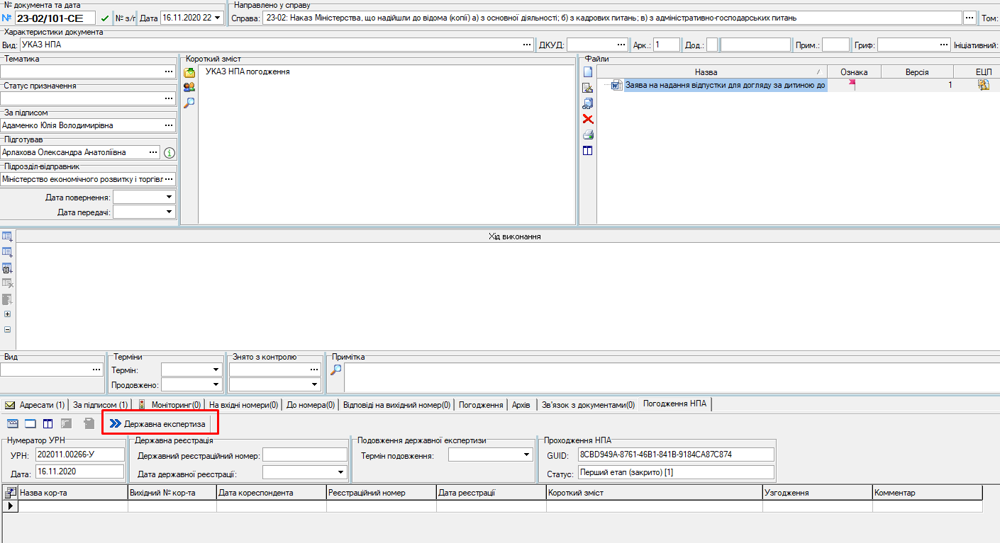 № документа та дата
Направлено у справу
№ 23-02/101-СЕ № з/г Дата 16.11.2020 22
Справа: 23-02: Наказ Міністерства, що надійшли до відома (копії) а) з основної діяльності; б) з кадрових питань; в) з адміністративно-господарських питань ... Том:
Характеристики документа
Вид: УКАЗ НПА ... ДКУД: ... Арк.: 1 Дод.: Прим.: Гриф: ... Ініціативний:
Тематика
...
Статус призначення
...
За підписом
Адаменко Юлія Володимирівна ...
Підготував
Арлахова Олександра Анатоліївна ...
Підрозділ-відправник
Міністерство економічного розвитку і торгівл ...
Дата повернення:
Дата передачі:
Короткий зміст
УКАЗ НПА погодження
Файли
Назва Ознака Версія ЕЦП
Заява на надання відпустки для догляду за дитиною до 1
Хід виконання
Вид
...
Терміни
Термін:
Продовжено:
Знято з контролю
...
Примітка
Адресати (1) За підписом (1) Моніторинг(0) На вхідні номери(0) До номера(0) Відповіді на вихідний номер(0) Погодження Архів Зв'язок з документами(0) Погодження НПА
Державна експертиза
Нумератор УРН
УРН: 202011.00266-У
Дата: 16.11.2020
Державна реєстрація
Державний реєстраційний номер:
Дата державної реєстрації:
Подовження державної експертизи
Термін подовження:
Проходження НПА
GUID: 8CBD949A-8761-46B1-841B-9184CA87C874
Статус: Перший етап (закрито) [1]
Назва кор-та Вихідний № кор-та Дата кореспондента Реєстраційний номер Дата реєстрації Короткий зміст Узгодження Комментар